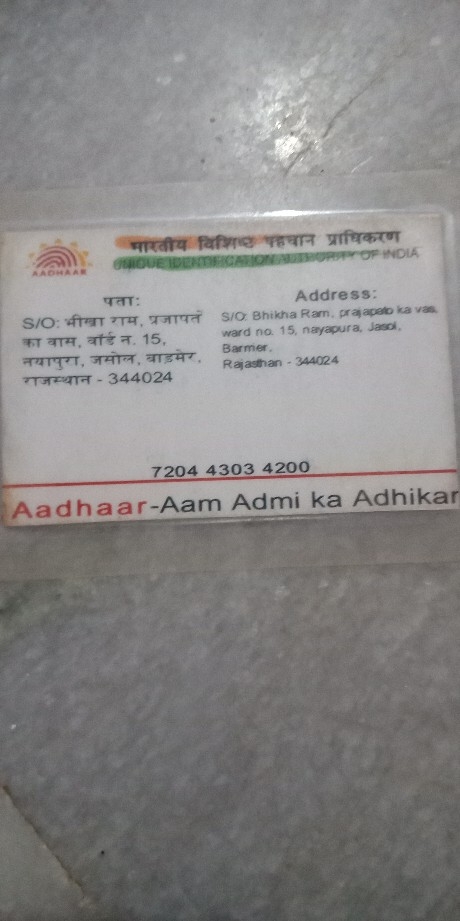 भारतीय विशिष्ट पहचान प्राधिकरण
UNIQUE IDENTIFICATION AUTHORITY OF INDIA
AADHAAR
पता:
S/O: भीखा राम, प्रजापतं
का वास, वॉर्ड न. 15,
नयापुरा, जसोल, बाडमेर,
राजस्थान - 344024
Address:
S/O: Bhikha Ram, prajapato ka vas,
ward no. 15, nayapura, Jasol,
Barmer,
Rajasthan - 344024
7204 4303 4200
Aadhaar-Aam Admi ka Adhikar